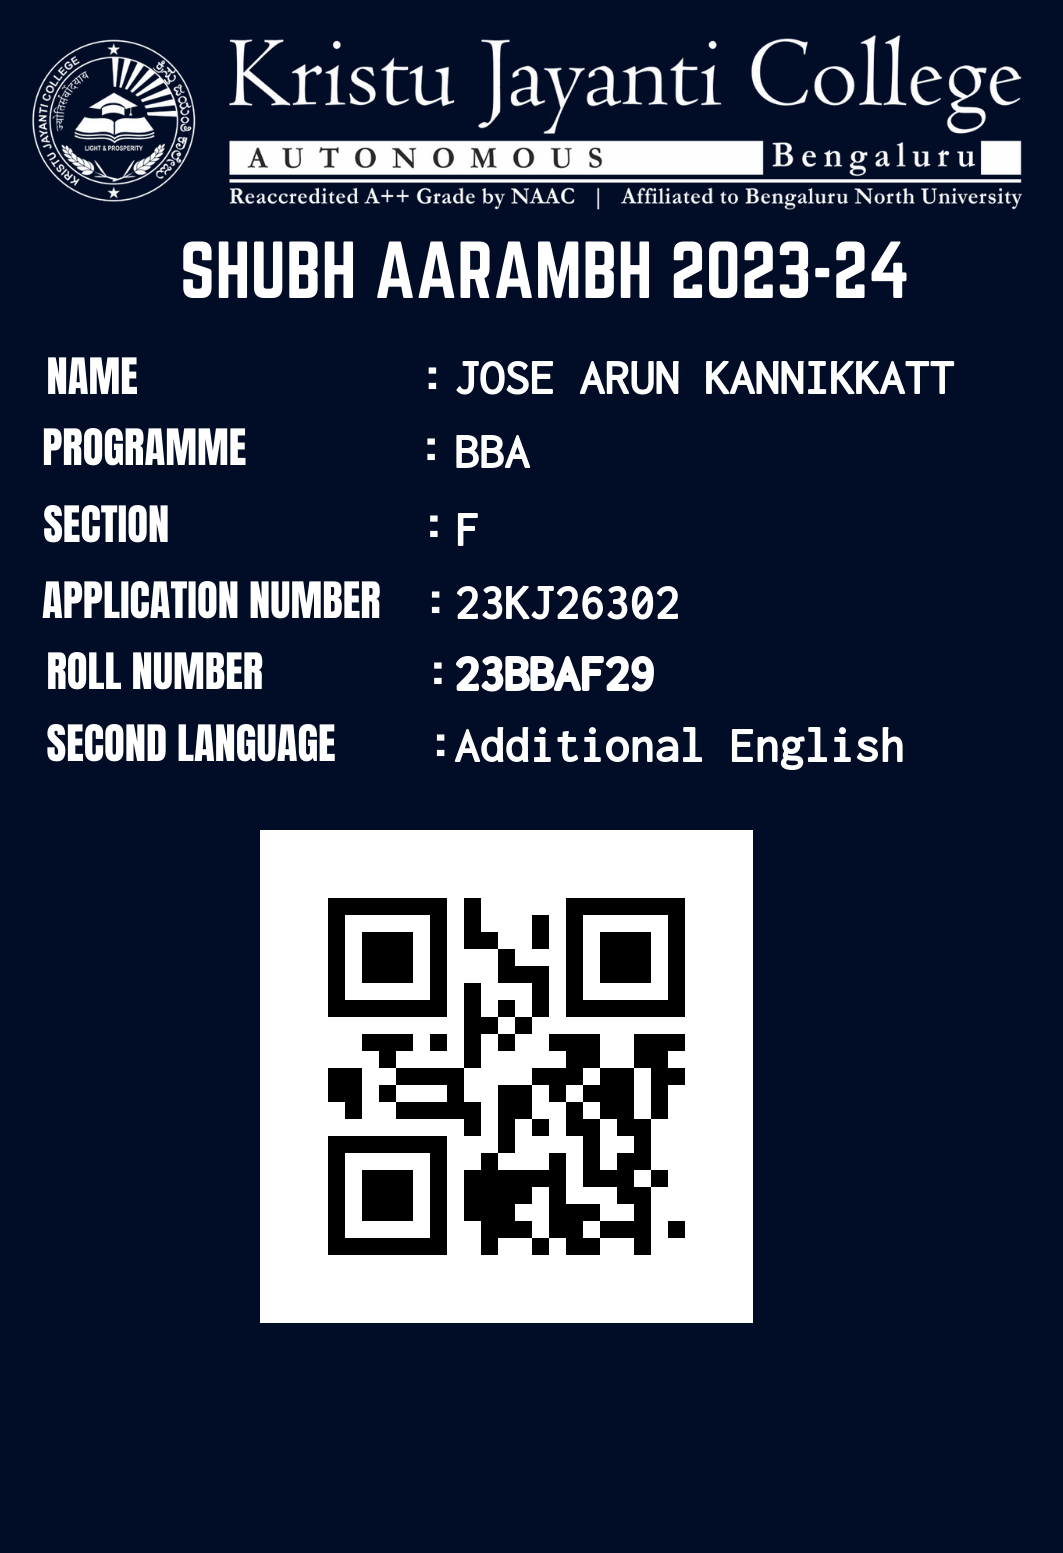 Kristu Jayanti College
AUTONOMOUS Bengaluru
Reaccredited A++ Grade by NAAC | Affiliated to Bengaluru North University
KRISTU JAYANTI COLLEGE
LIGHT & PROSPERITY
SHUBH AARAMBH 2023-24
NAME : JOSE ARUN KANNIKKATT
PROGRAMME : BBA
SECTION : F
APPLICATION NUMBER : 23KJ26302
ROLL NUMBER : 23BBAF29
SECOND LANGUAGE : Additional English